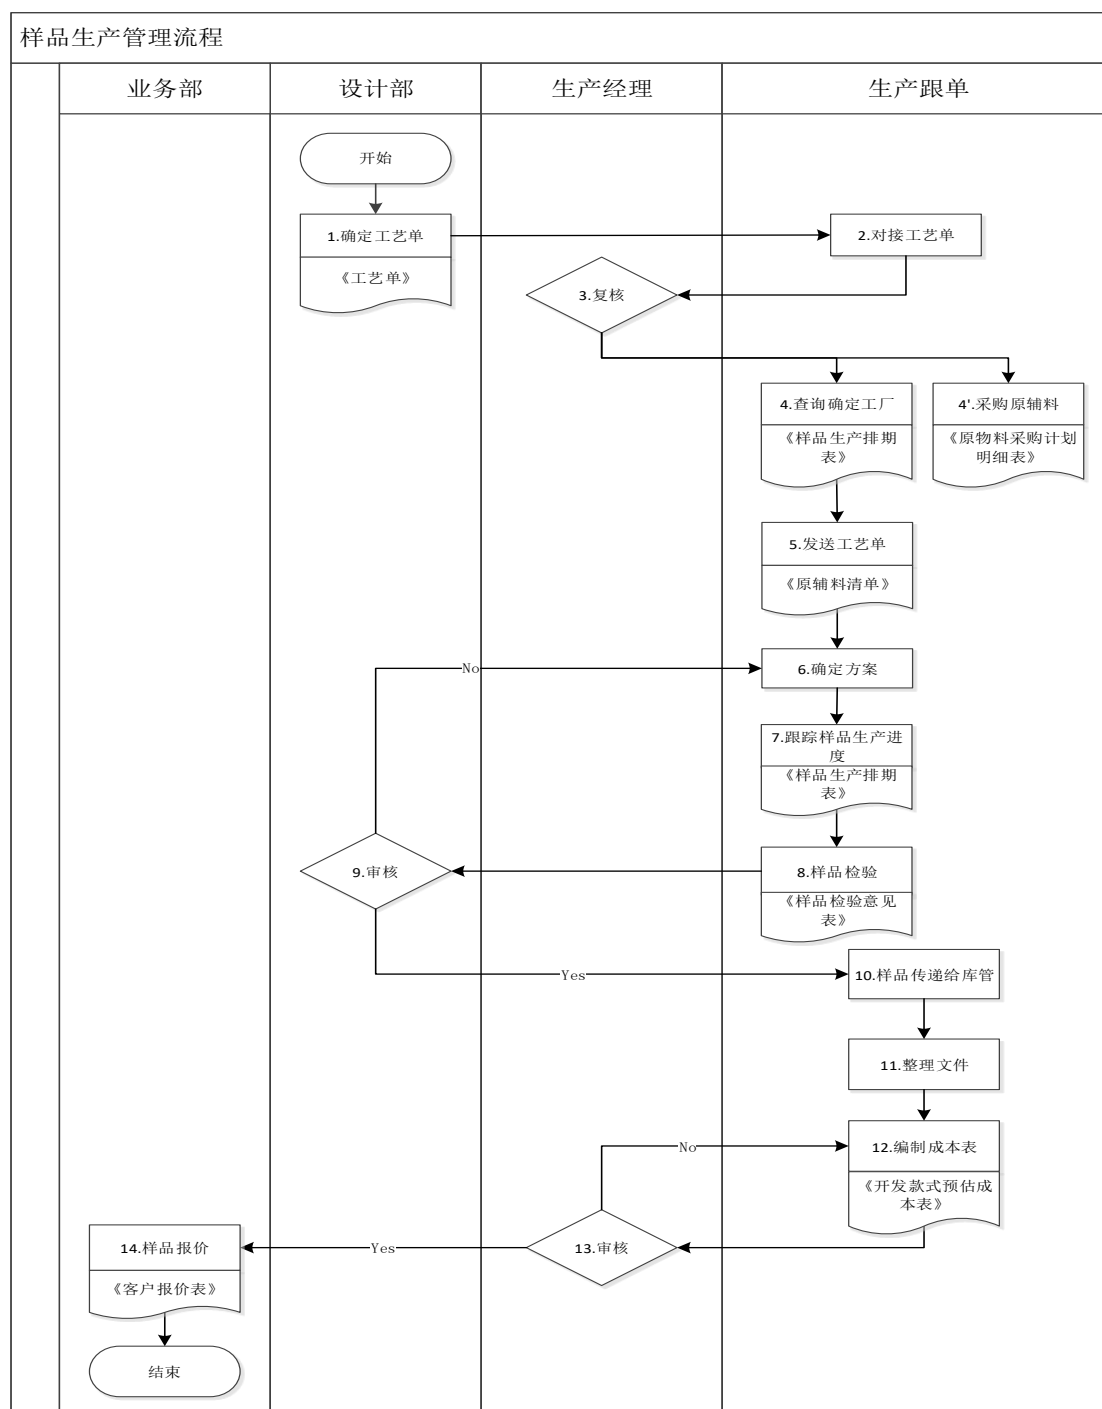 样品生产管理流程
业务部
设计部
生产经理
生产跟单
开始
1.确定工艺单
《工艺单》
2.对接工艺单
3.复核
4.查询确定工厂
《样品生产排期
表》
4'.采购原辅料
《原物料采购计划
明细表》
5.发送工艺单
《原辅料清单》
No
6.确定方案
7.跟踪样品生产进
度
《样品生产排期
表》
9.审核
8.样品检验
《样品检验意见
表》
Yes
10.样品传递给库管
11.整理文件
No
12.编制成本表
《开发款式预估成
本表》
13.审核
Yes
14.样品报价
《客户报价表》
结束